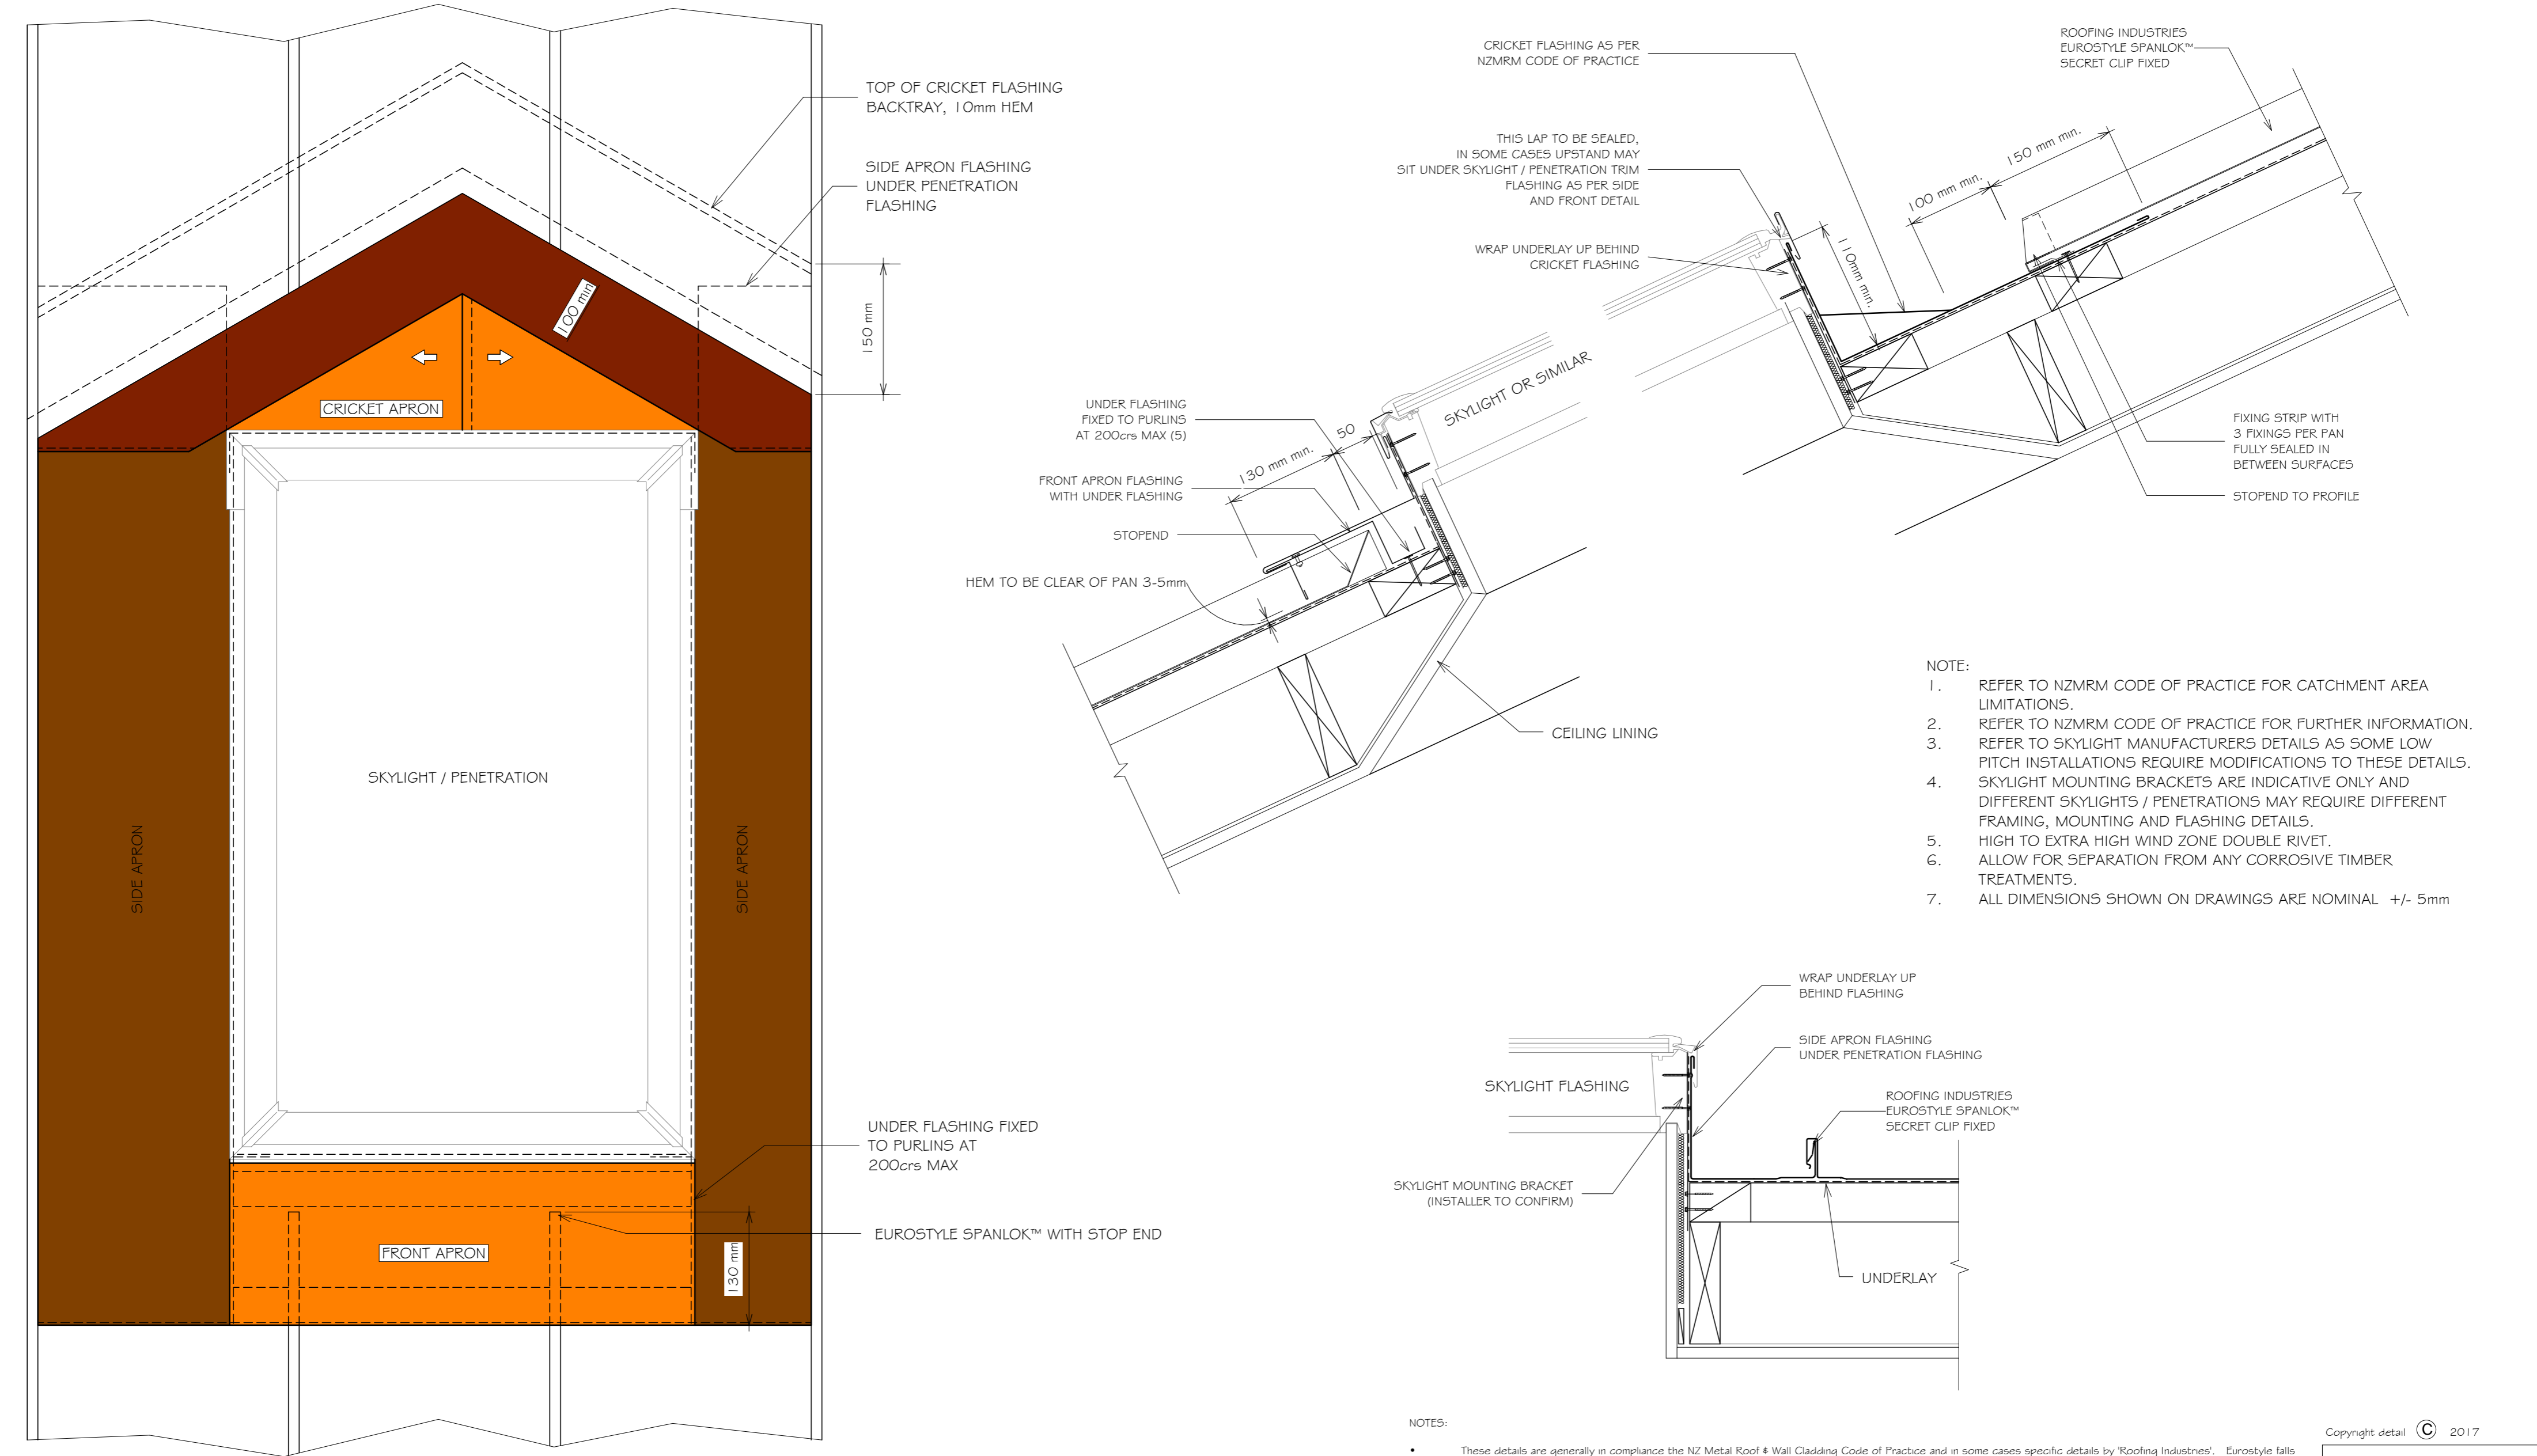 TOP OF CRICKET FLASHING
BACKTRAY, 10mm HEM
SIDE APRON FLASHING
UNDER PENETRATION
FLASHING
100 min
150 mm
CRICKET APRON
SKYLIGHT / PENETRATION
SIDE APRON
SIDE APRON
UNDER FLASHING FIXED
TO PURLINS AT
200crs MAX
EUROSTYLE SPANLOK™ WITH STOP END
FRONT APRON
130 mm
CRICKET FLASHING AS PER
NZMRM CODE OF PRACTICE
ROOFING INDUSTRIES
EUROSTYLE SPANLOK™
SECRET CLIP FIXED
THIS LAP TO BE SEALED,
IN SOME CASES UPSTAND MAY
SIT UNDER SKYLIGHT / PENETRATION TRIM
FLASHING AS PER SIDE
AND FRONT DETAIL
150 mm min.
100 mm min.
110mm min.
WRAP UNDERLAY UP BEHIND
CRICKET FLASHING
SKYLIGHT OR SIMILAR
UNDER FLASHING
FIXED TO PURLINS
AT 200crs MAX (5)
50
130 mm min.
FRONT APRON FLASHING
WITH UNDER FLASHING
STOPEND
HEM TO BE CLEAR OF PAN 3-5mm
FIXING STRIP WITH
3 FIXINGS PER PAN
FULLY SEALED IN
BETWEEN SURFACES
STOPEND TO PROFILE
CEILING LINING
NOTE:
1. REFER TO NZMRM CODE OF PRACTICE FOR CATCHMENT AREA
LIMITATIONS.
2. REFER TO NZMRM CODE OF PRACTICE FOR FURTHER INFORMATION.
3. REFER TO SKYLIGHT MANUFACTURERS DETAILS AS SOME LOW
PITCH INSTALLATIONS REQUIRE MODIFICATIONS TO THESE DETAILS.
4. SKYLIGHT MOUNTING BRACKETS ARE INDICATIVE ONLY AND
DIFFERENT SKYLIGHTS / PENETRATIONS MAY REQUIRE DIFFERENT
FRAMING, MOUNTING AND FLASHING DETAILS.
5. HIGH TO EXTRA HIGH WIND ZONE DOUBLE RIVET.
6. ALLOW FOR SEPARATION FROM ANY CORROSIVE TIMBER
TREATMENTS.
7. ALL DIMENSIONS SHOWN ON DRAWINGS ARE NOMINAL +/- 5mm
WRAP UNDERLAY UP
BEHIND FLASHING
SIDE APRON FLASHING
UNDER PENETRATION FLASHING
SKYLIGHT FLASHING
ROOFING INDUSTRIES
EUROSTYLE SPANLOK™
SECRET CLIP FIXED
SKYLIGHT MOUNTING BRACKET
(INSTALLER TO CONFIRM)
UNDERLAY
NOTES:
Copyright detail © 2017
• These details are generally in compliance the NZ Metal Roof & Wall Cladding Code of Practice and in some cases specific details by 'Roofing Industries'. Eurostyle falls